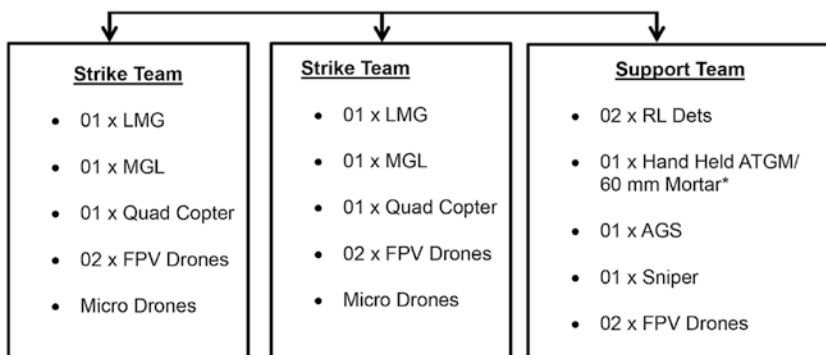 Strike Team
• 01 x LMG
• 01 x MGL
• 01 x Quad Copter
• 02 x FPV Drones
• Micro Drones
Strike Team
• 01 x LMG
• 01 x MGL
• 01 x Quad Copter
• 02 x FPV Drones
• Micro Drones
Support Team
• 02 x RL Dets
• 01 x Hand Held ATGM/
60 mm Mortar*
• 01 x AGS
• 01 x Sniper
• 02 x FPV Drones